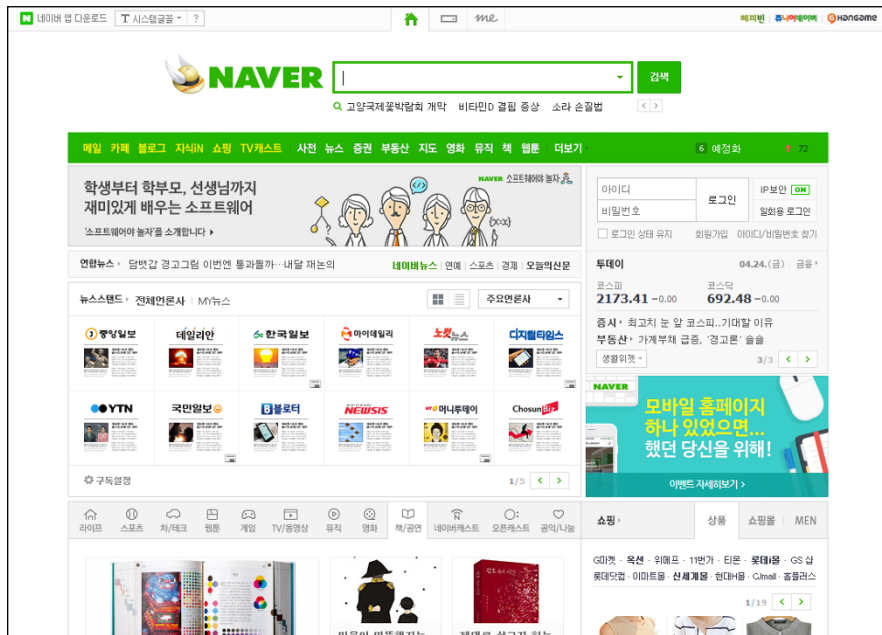 네이버 앱 다운로드 T 시스템글꼴 ?
me
해피빈 쥬니어네이버 Hangame
NAVER
검색
고양국제꽃박람회 개막 비타민D 결핍 증상 소라 손질법
메일 카페 블로그 지식iN 쇼핑 TV캐스트 사전 뉴스 증권 부동산 지도 영화 뮤직 책 웹툰 더보기
6 예정화 72
학생부터 학부모, 선생님까지
재미있게 배우는 소프트웨어
'소프트웨어야 놀자'를 소개합니다
NAVER 소프트웨어야 놀자
{x:x}
</>
아이디
비밀번호
로그인
IP보안 ON
일회용 로그인
로그인 상태 유지 회원가입 아이디/비밀번호 찾기
연합뉴스 담뱃갑 경고그림 이번엔 통과될까…내달 재논의
네이버뉴스 연예 스포츠 경제 오늘의신문
투데이 04.24.(금) 금융
코스피 코스닥
2173.41 -0.00 692.48 -0.00
증시 최고치 눈 앞 코스피..기대할 이유
부동산 가계부채 급증, '경고론' 솔솔
생활위젯 3/3
뉴스스탠드 전체언론사 MY뉴스 주요언론사
중앙일보 데일리안 한국일보 마이데일리 노컷뉴스 디지털타임스
YTN 국민일보 블로터 NEWSIS 머니투데이 ChosunBiz
구독설정 1/5
NAVER
모바일 홈페이지
하나 있었으면...
했던 당신을 위해!
이벤트 자세히보기 >
라이프 스포츠 차/테크 웹툰 게임 TV/동영상 뮤직 영화 책/공연 네이버캐스트 오픈캐스트 공익/나눔
쇼핑 상품 쇼핑몰 MEN
G마켓 · 옥션 · 위메프 · 11번가 · 티몬 · 롯데i몰 · GS 샵
롯데닷컴 · 이마트몰 · 신세계몰 · 현대H몰 · CJmall · 홈플러스
1/19